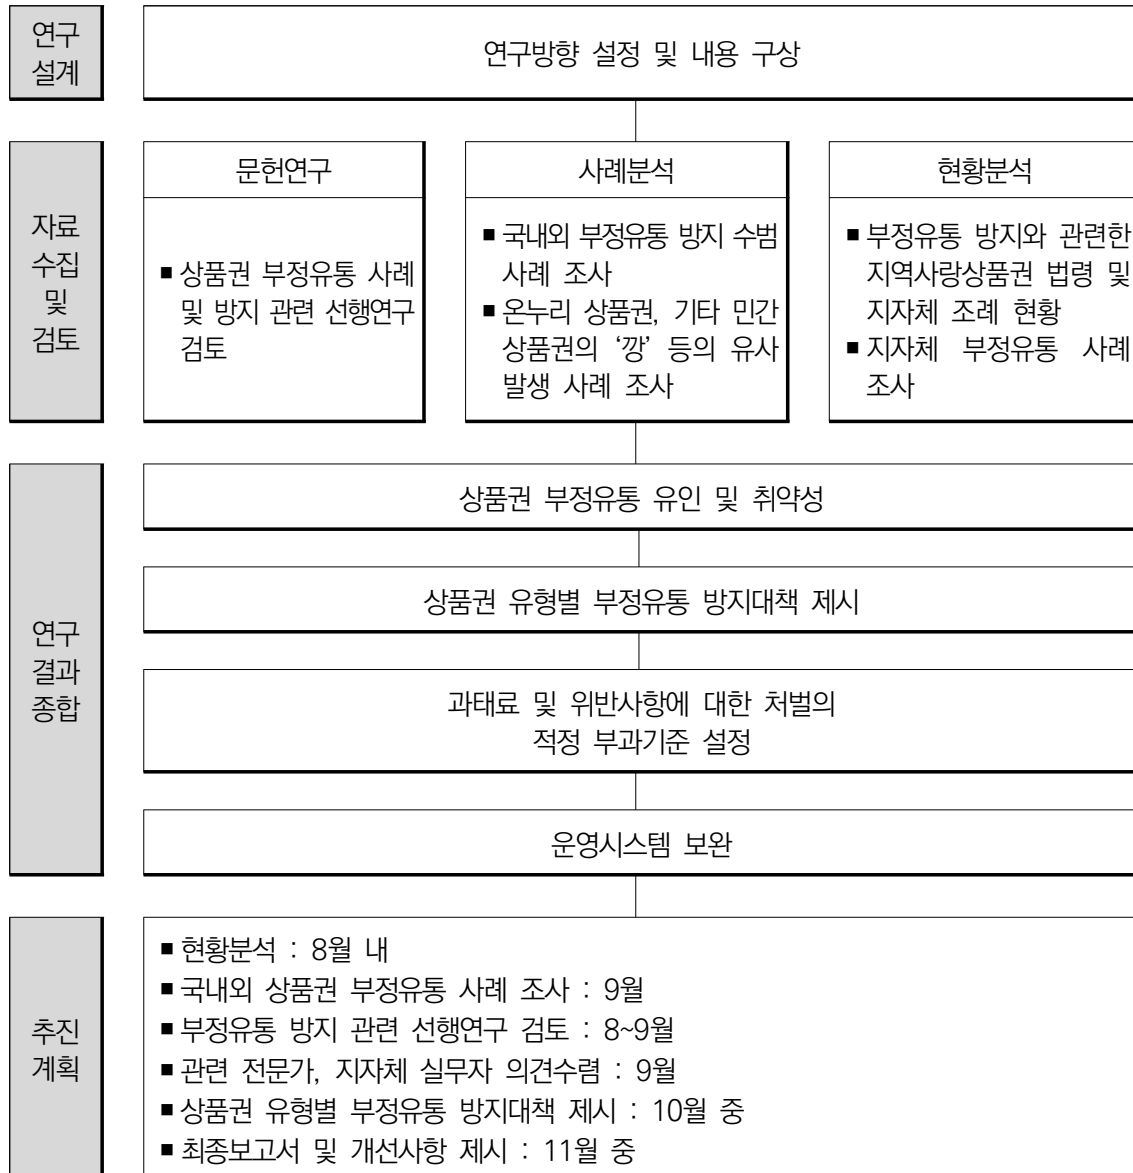 연구
설계
연구방향 설정 및 내용 구상
자료
수집
및
검토
문헌연구
■ 상품권 부정유통 사례
및 방지 관련 선행연구
검토
사례분석
■ 국내외 부정유통 방지 수범
사례 조사
■ 온누리 상품권, 기타 민간
상품권의 ‘깡’ 등의 유사
발생 사례 조사
현황분석
■ 부정유통 방지와 관련한
지역사랑상품권 법령 및
지자체 조례 현황
■ 지자체 부정유통 사례
조사
연구
결과
종합
상품권 부정유통 유인 및 취약성
상품권 유형별 부정유통 방지대책 제시
과태료 및 위반사항에 대한 처벌의
적정 부과기준 설정
운영시스템 보완
추진
계획
■ 현황분석 : 8월 내
■ 국내외 상품권 부정유통 사례 조사 : 9월
■ 부정유통 방지 관련 선행연구 검토 : 8~9월
■ 관련 전문가, 지자체 실무자 의견수렴 : 9월
■ 상품권 유형별 부정유통 방지대책 제시 : 10월 중
■ 최종보고서 및 개선사항 제시 : 11월 중